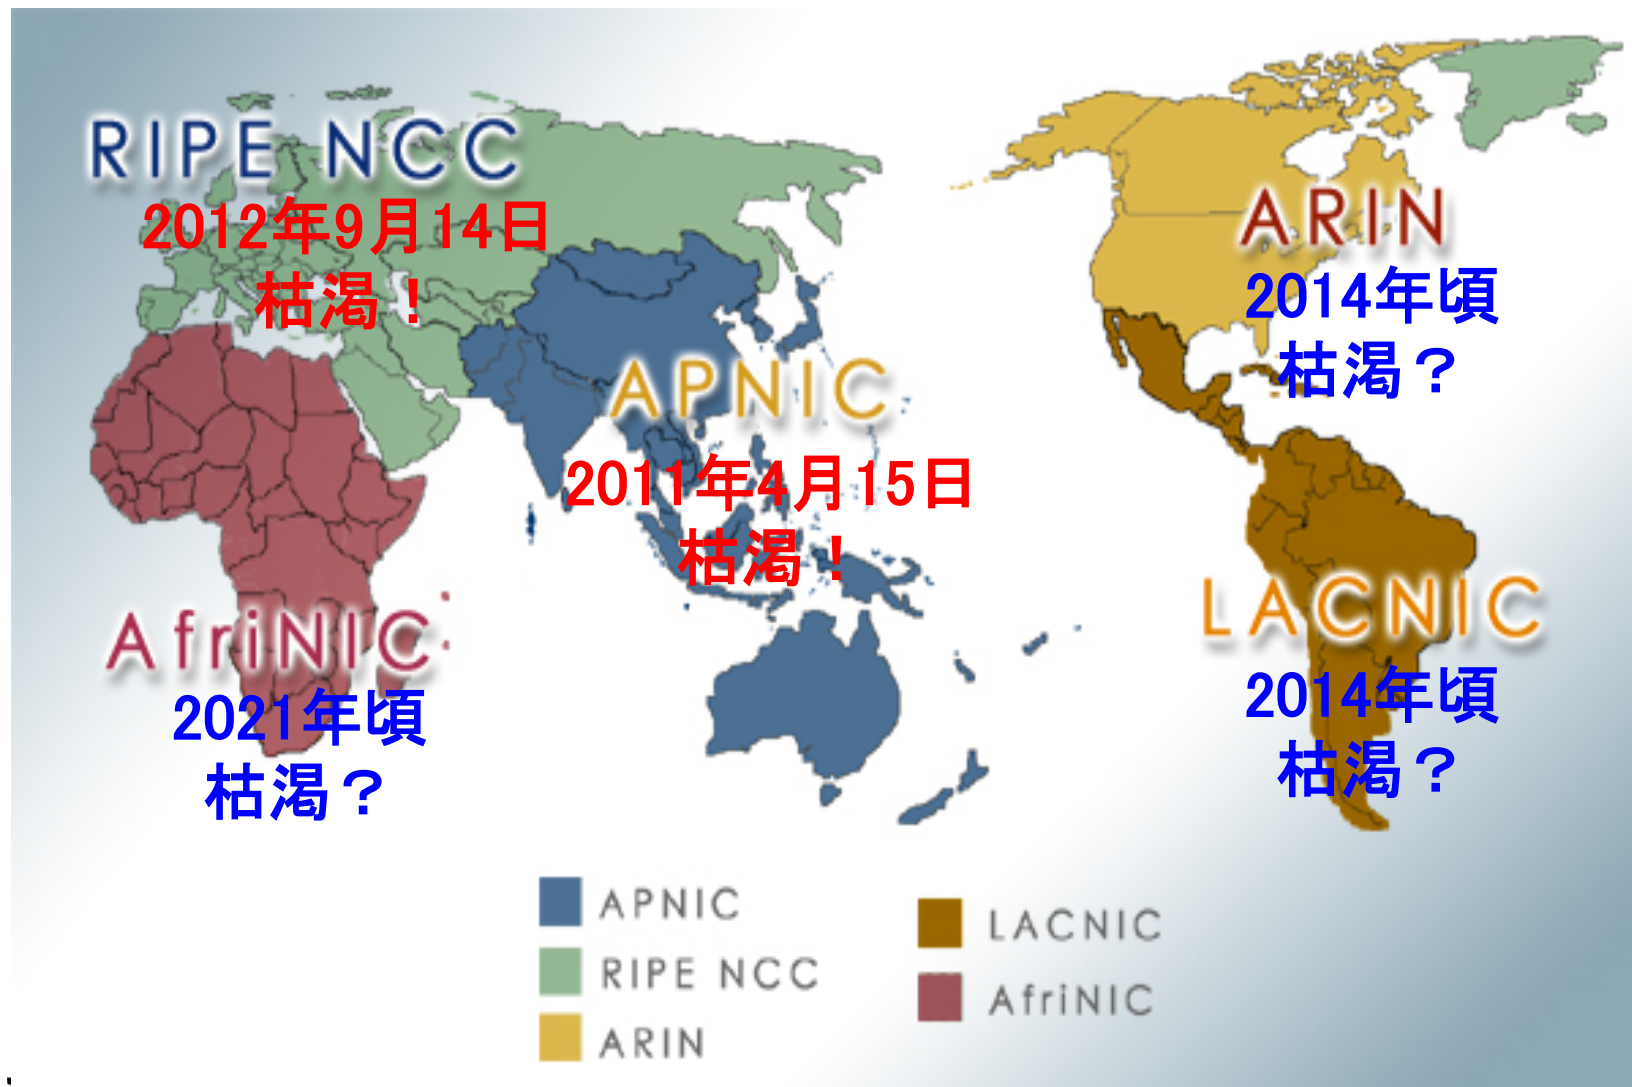 RIPE NCC
2012年9月14日
枯渇！
ARIN
2014年頃
枯渇？
APNIC
2011年4月15日
枯渇！
AfriNIC
2021年頃
枯渇？
LACNIC
2014年頃
枯渇？
APNIC
RIPE NCC
ARIN
LACNIC
AfriNIC